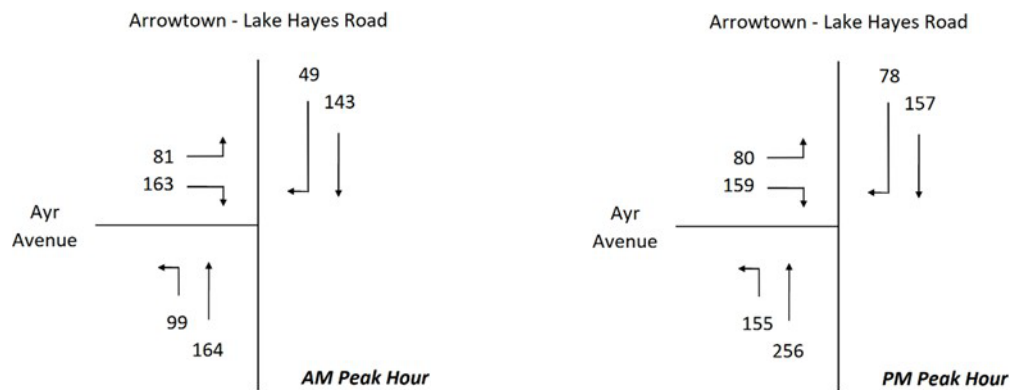 Arrowtown - Lake Hayes Road
49
143
81
163
Ayr
Avenue
99
164
AM Peak Hour
Arrowtown - Lake Hayes Road
78
157
80
159
Ayr
Avenue
155
256
PM Peak Hour